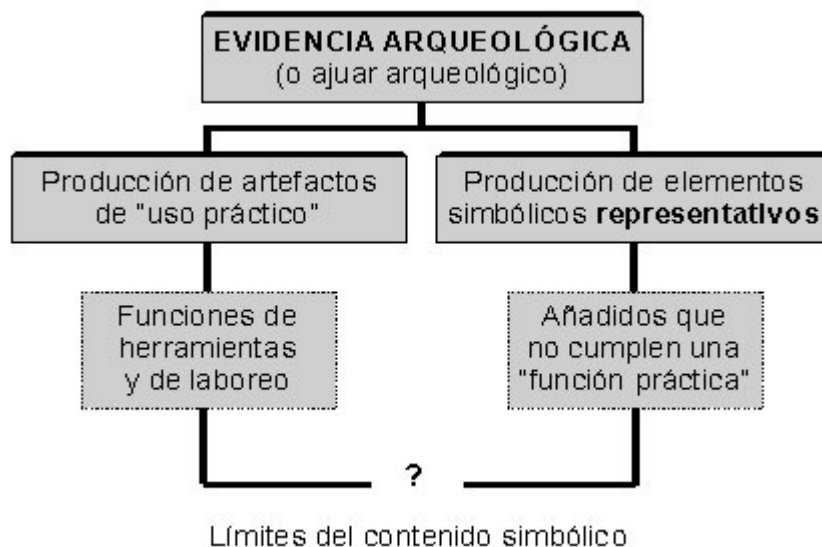 EVIDENCIA ARQUEOLÓGICA
(o ajuar arqueológico)
Producción de artefactos
de "uso práctico"
Producción de elementos
simbólicos representativos
Funciones de
herramientas
y de laboreo
Añadidos que
no cumplen una
"función práctica"
?
Límites del contenido simbólico